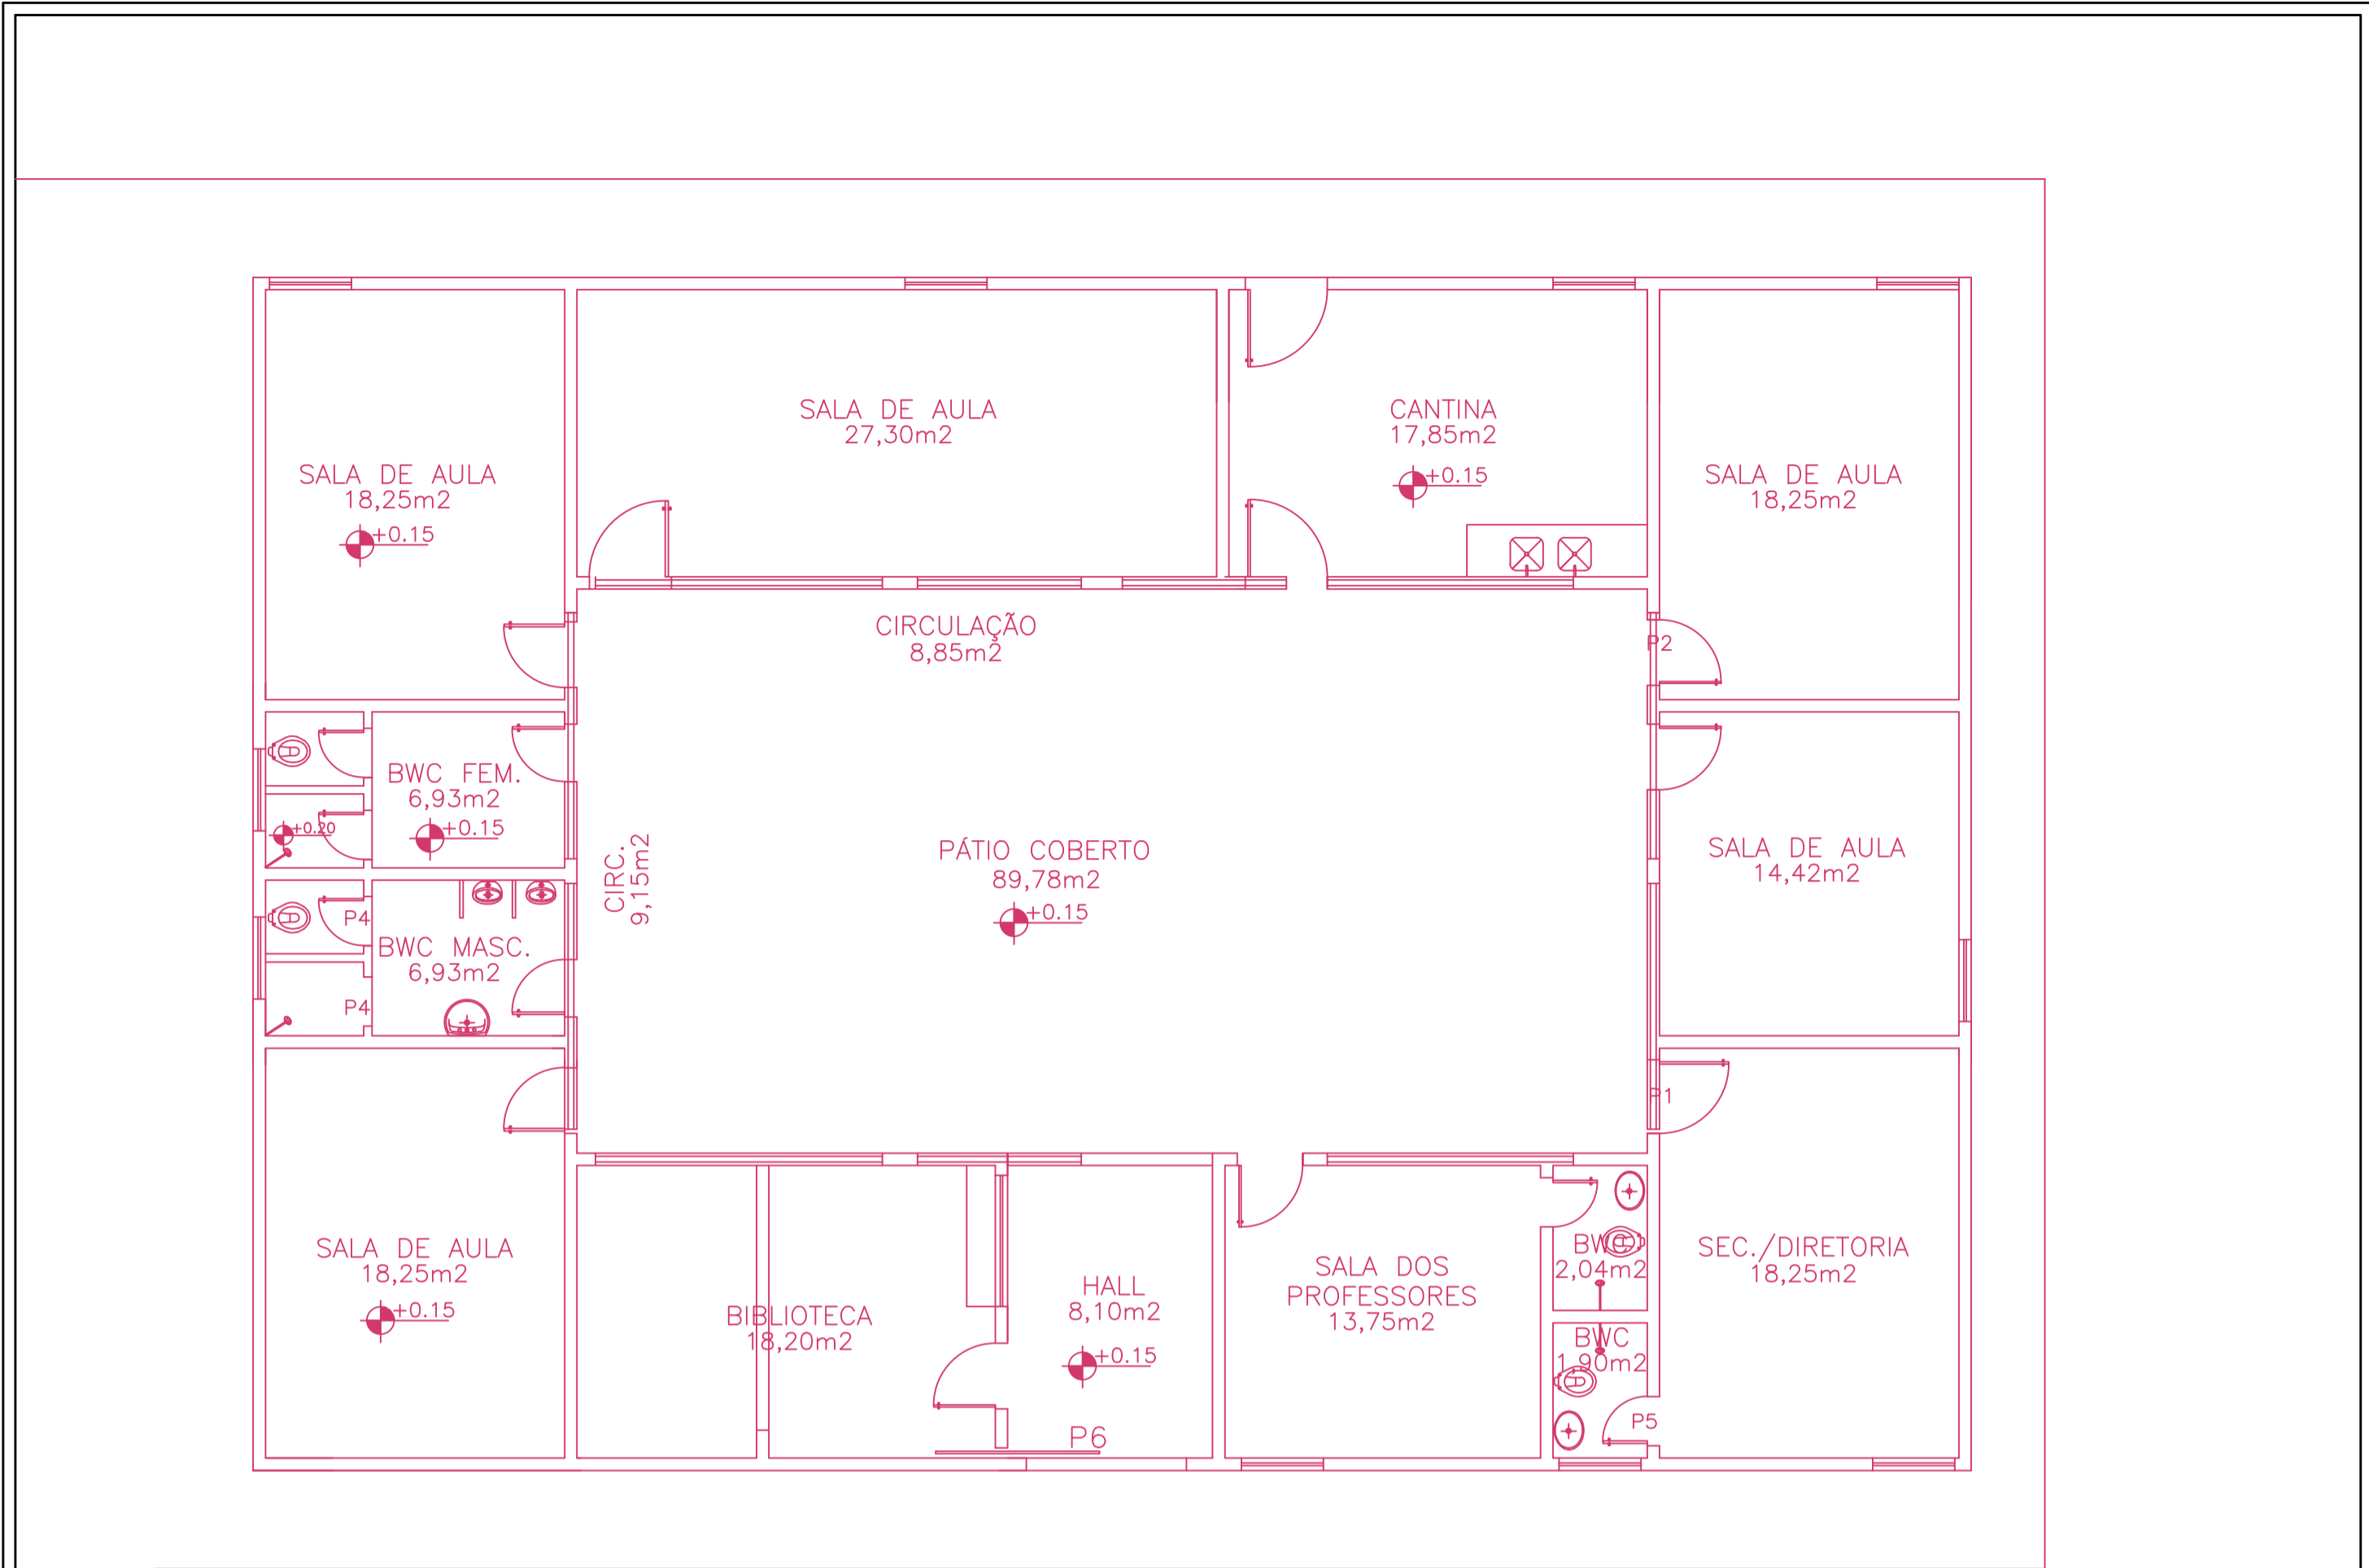 SALA DE AULA
27,30m2
CANTINA
17,85m2
+0.15
SALA DE AULA
18,25m2
+0.15
SALA DE AULA
18,25m2
CIRCULAÇÃO
8,85m2
P2
BWC FEM.
6,93m2
+0.15
+0.20
CIRC.
9,15m2
PÁTIO COBERTO
89,78m2
+0.15
SALA DE AULA
14,42m2
P4
BWC MASC.
6,93m2
P4
P1
SALA DE AULA
18,25m2
+0.15
BIBLIOTECA
18,20m2
HALL
8,10m2
+0.15
P6
SALA DOS
PROFESSORES
13,75m2
BWC
2,04m2
BWC
1,90m2
P5
SEC./DIRETORIA
18,25m2